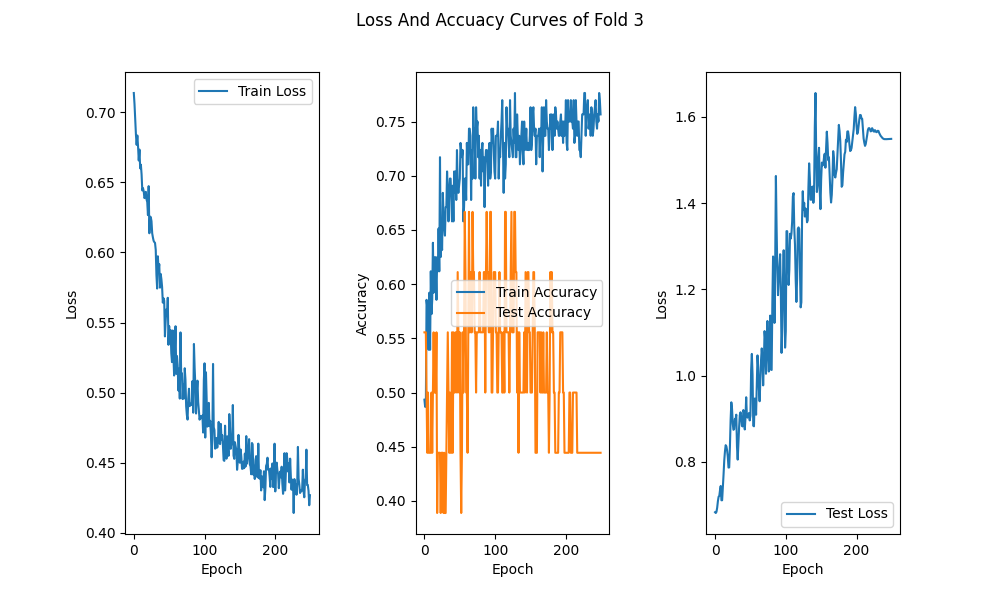 Loss And Accuacy Curves of Fold 3
Train Loss
0.70
0.65
0.60
0.55
0.50
0.45
0.40
Loss
0
100
200
Epoch
Train Accuracy
Test Accuracy
0.75
0.70
0.65
0.60
0.55
0.50
0.45
0.40
Accuracy
0
100
200
Epoch
1.6
1.4
1.2
1.0
0.8
Loss
Test Loss
0
100
200
Epoch